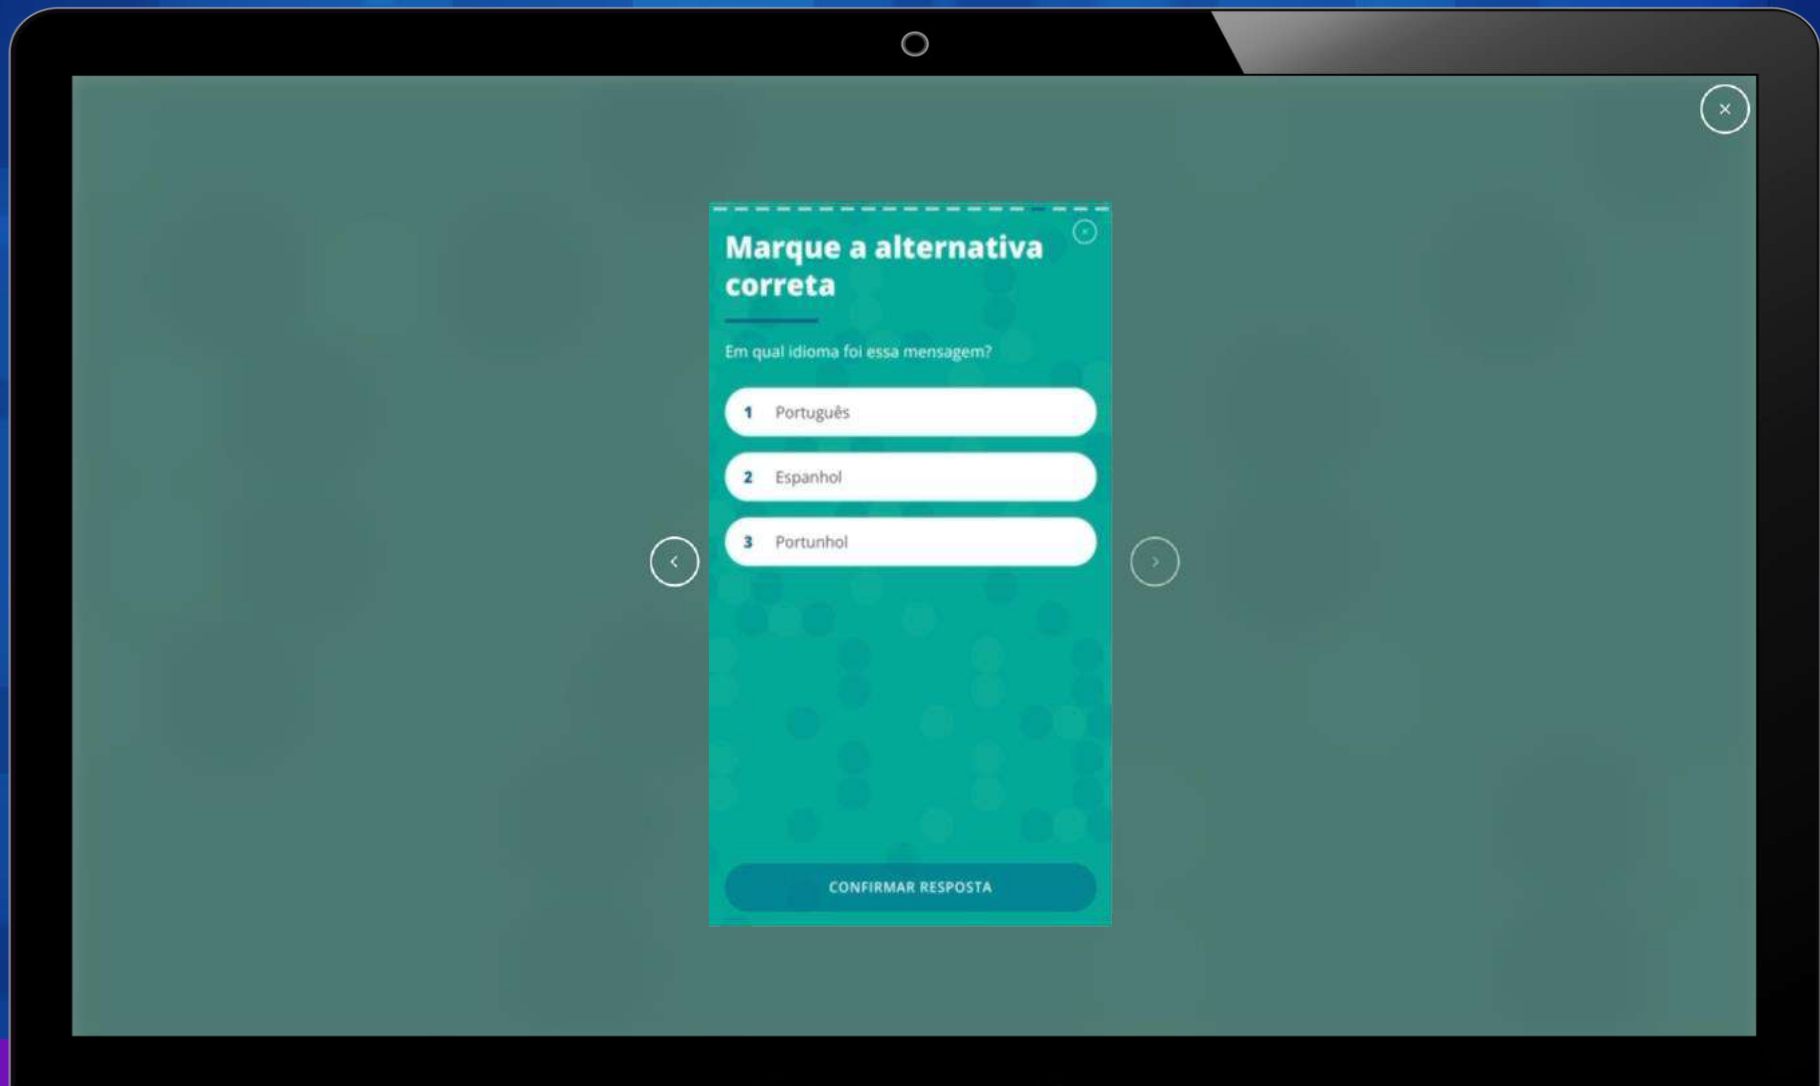 Marque a alternativa
correta
Em qual idioma foi essa mensagem?
1 Português
2 Espanhol
3 Portunhol
CONFIRMAR RESPOSTA